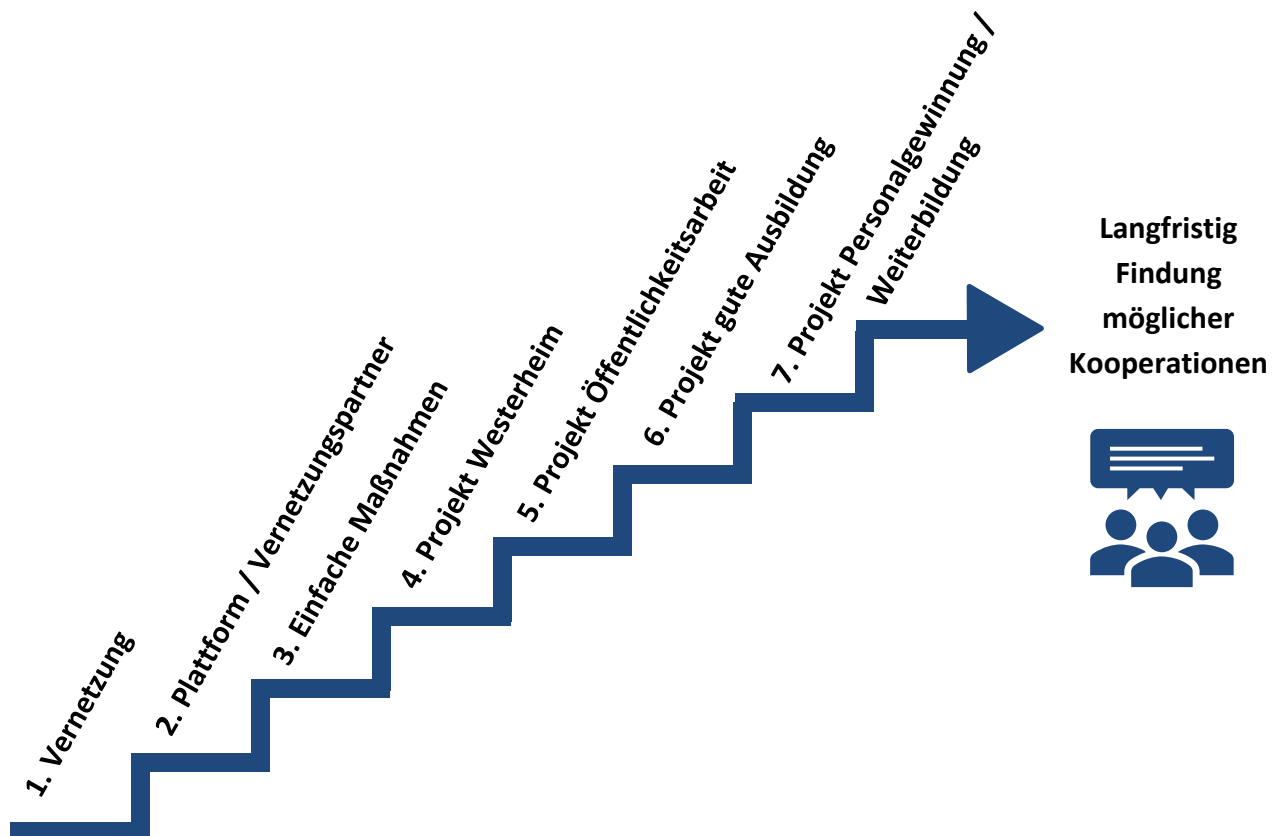 1. Vernetzung
2. Plattform / Vernetzungspartner
3. Einfache Maßnahmen
4. Projekt Westerheim
5. Projekt Öffentlichkeitsarbeit
6. Projekt gute Ausbildung
7. Projekt Personalgewinnung /
Weiterbildung
Langfristig
Findung
möglicher
Kooperationen